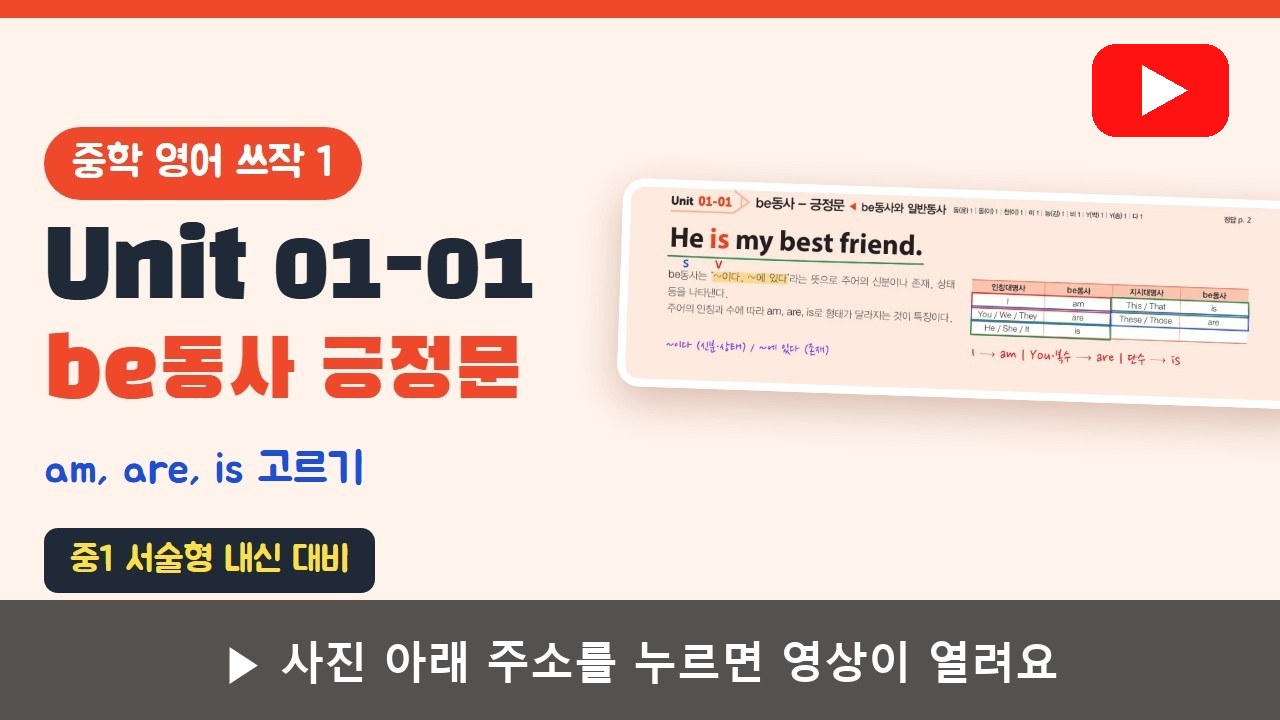 중학 영어 쓰작 1
Unit 01-01
be동사 긍정문
am, are, is 고르기
중1 서술형 내신 대비
Unit 01-01 be동사 – 긍정문 ◀ be동사와 일반동사
정답 p. 2
He is my best friend.
S V
be동사는 '~이다, ~에 있다'라는 뜻으로 주어의 신분이나 존재, 상태
등을 나타낸다.
주어의 인칭과 수에 따라 am, are, is로 형태가 달라지는 것이 특징이다.
~이다 (신분·상태) / ~에 있다 (존재)
인칭대명사 be동사 지시대명사 be동사
I am This / That is
You / We / They are These / Those are
He / She / It is
I → am | You·복수 → are | 단수 → is
▶ 사진 아래 주소를 누르면 영상이 열려요